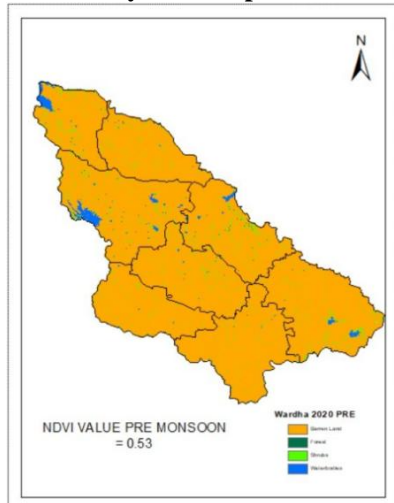 N
NDVI VALUE PRE MONSOON
= 0.53
Wardha 2020 PRE
Barren Land
Forest
Shrubs
Waterbodies